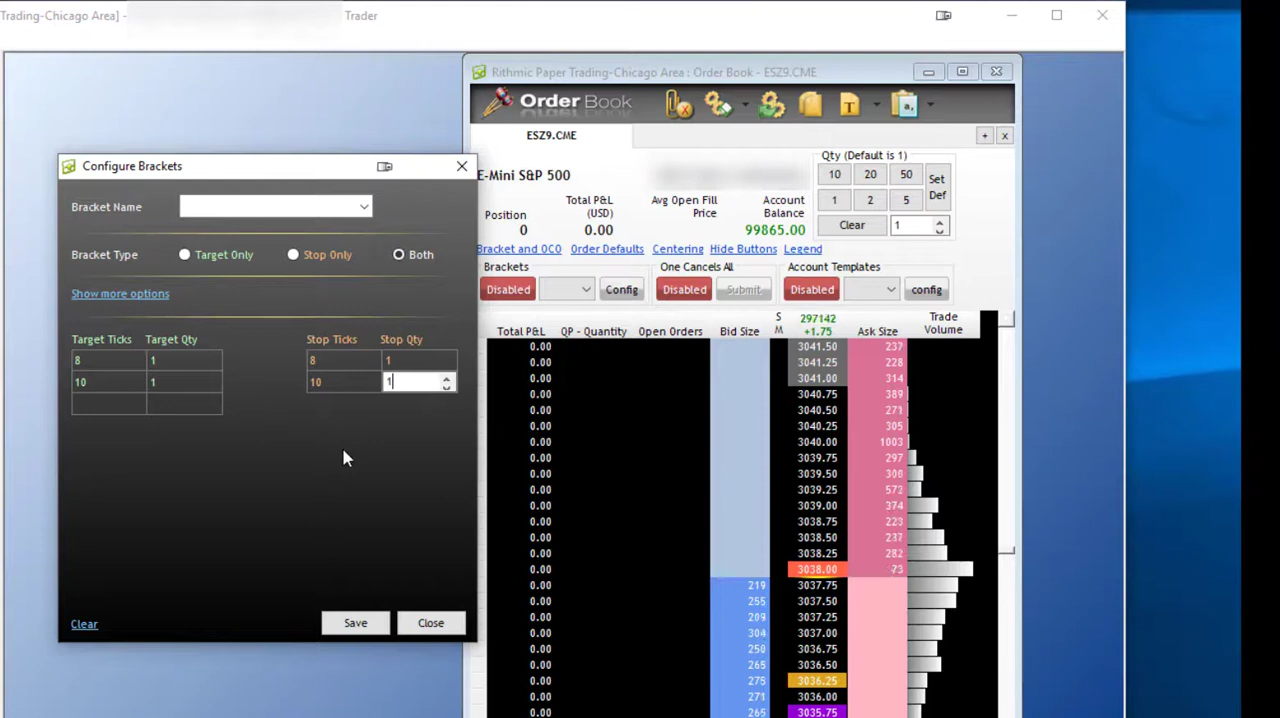 Trading-Chicago Area] - Trader
Rithmic Paper Trading-Chicago Area : Order Book - ESZ9.CME
Order Book
ESZ9.CME
+ x
E-Mini S&P 500
Qty (Default is 1)
10 20 50 Set Def
1 2 5
Clear 1
Position 0
Total P&L (USD) 0.00
Avg Open Fill Price
Account Balance 99865.00
Bracket and OCO Order Defaults Centering Hide Buttons Legend
Brackets One Cancels All Account Templates
Disabled Config Disabled Submit Disabled config
Configure Brackets
Bracket Name
Bracket Type Target Only Stop Only Both
Show more options
Target Ticks Target Qty Stop Ticks Stop Qty
8 1 8 1
10 1 10 1
Clear Save Close
Total P&L QP - Quantity Open Orders Bid Size S M 297142 +1.75 Ask Size Trade Volume
0.00 3041.50 237
0.00 3041.25 228
0.00 3041.00 314
0.00 3040.75 389
0.00 3040.50 271
0.00 3040.25 305
0.00 3040.00 1003
0.00 3039.75 297
0.00 3039.50
0.00 3039.25 573
0.00 3039.00 374
0.00 3038.75
0.00 3038.50 237
0.00 3038.25 282
0.00 3038.00 73
0.00 219 3037.75
0.00 255 3037.50
0.00 209 3037.25
0.00 304 3037.00
0.00 250 3036.75
0.00 265 3036.50
0.00 275 3036.25
0.00 271 3036.00
0.00 265 3035.75